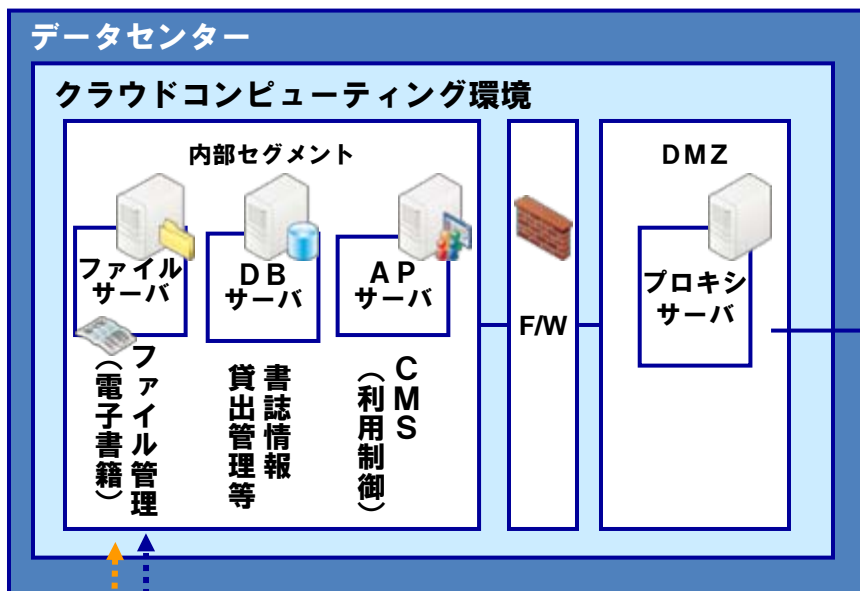 データセンター
クラウドコンピューティング環境
内部セグメント
ファイル
サーバ
DB
サーバ
AP
サーバ
ファイル管理
（電子書籍）
書誌情報
貸出管理等
CMS
（利用制御）
F/W
DMZ
プロキシ
サーバ